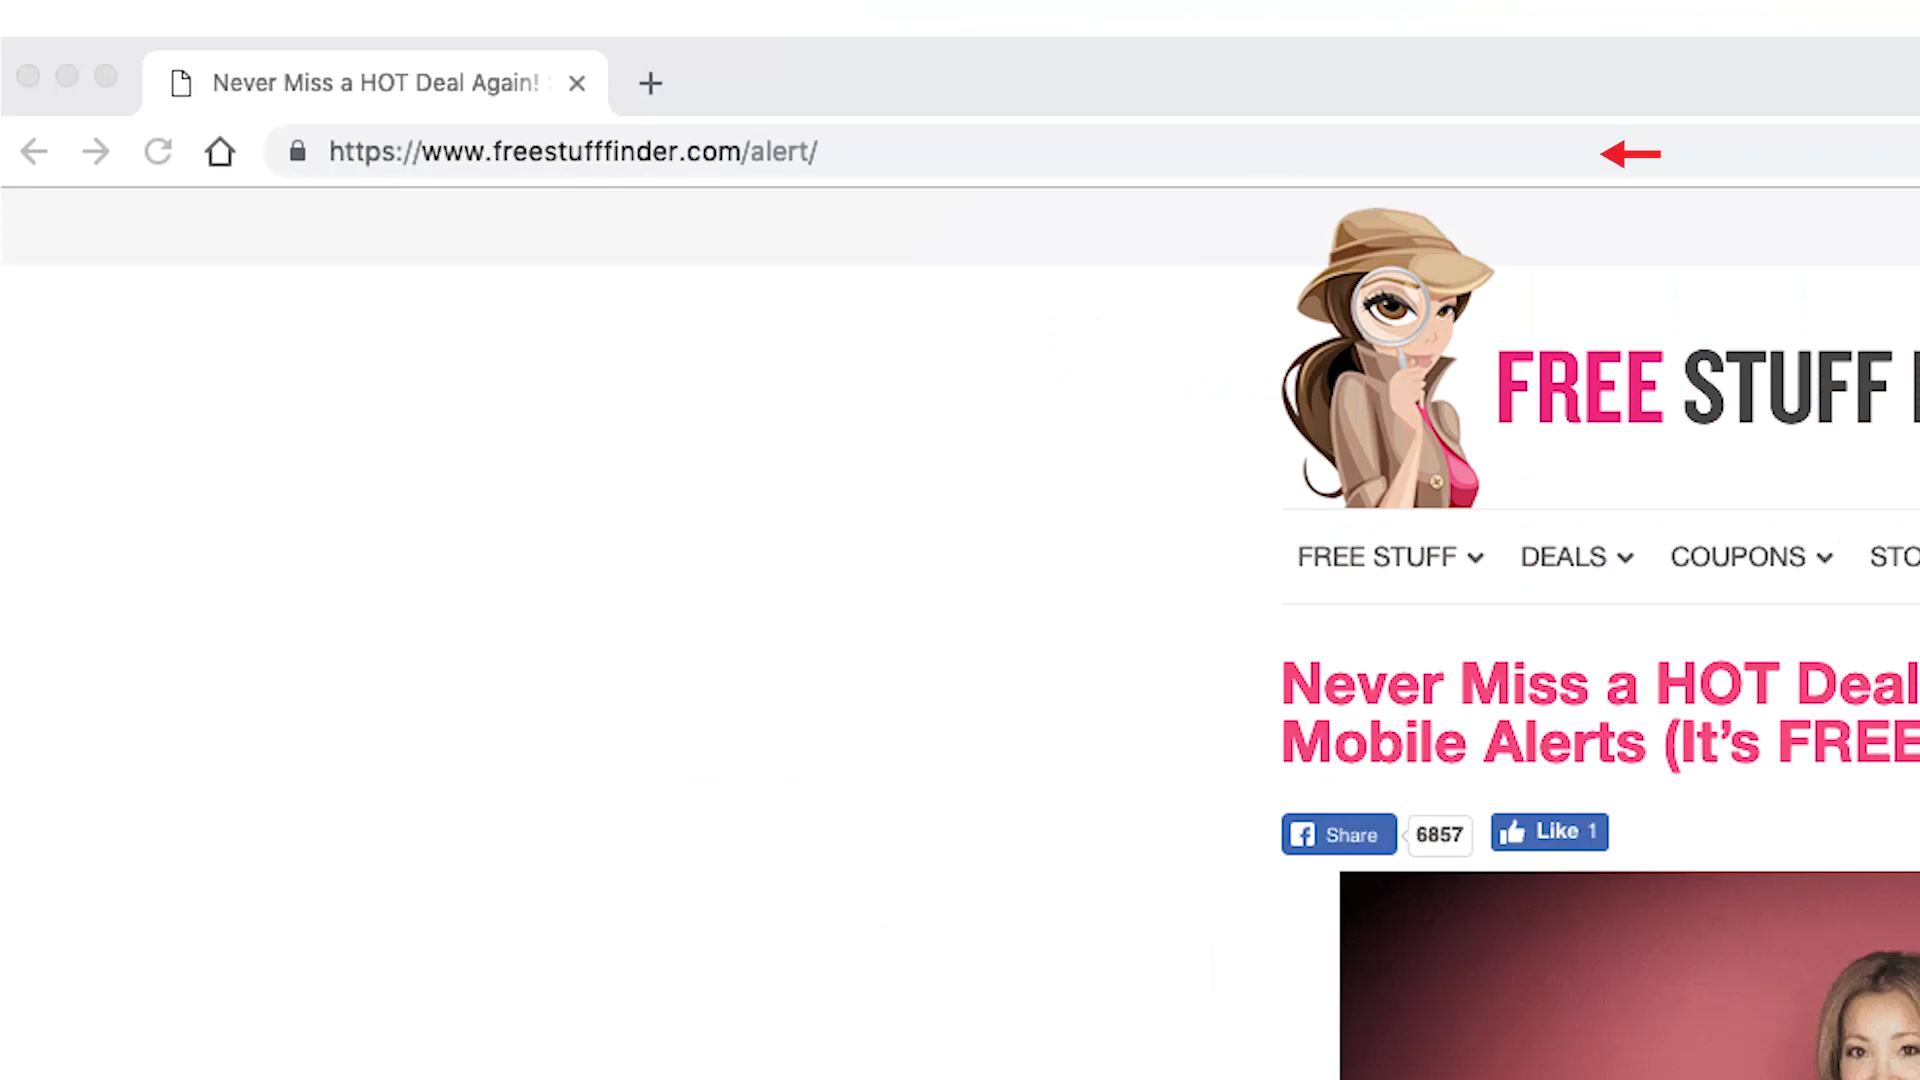 Never Miss a HOT Deal Again!
https://www.freestufffinder.com/alert/
FREE STUFF
FREE STUFF DEALS COUPONS STO
Never Miss a HOT Deal
Mobile Alerts (It's FREE
Share 6857 Like 1